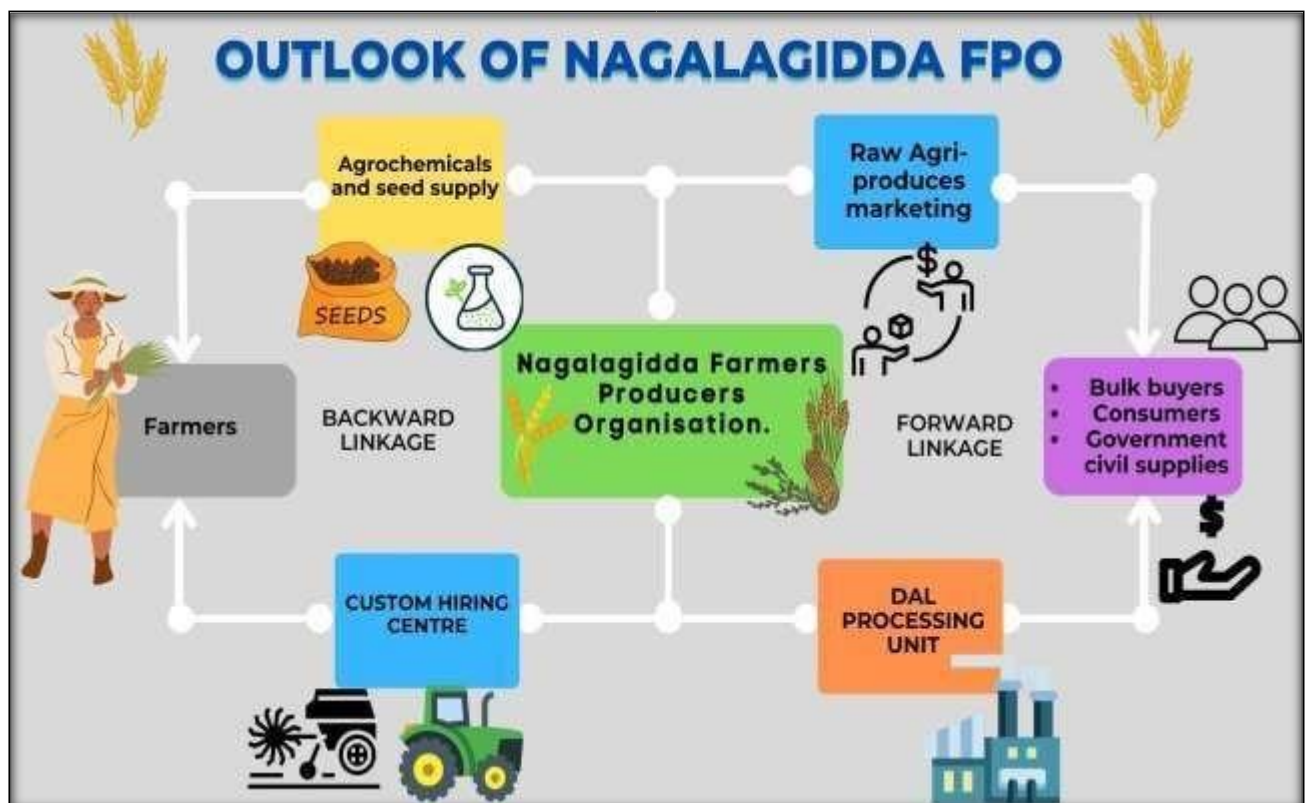 OUTLOOK OF NAGALAGIDDA FPO
Agrochemicals
and seed supply
Raw Agri-
produces
marketing
SEEDS
$
Nagalagidda Farmers
Producers
Organisation.
Farmers
BACKWARD
LINKAGE
FORWARD
LINKAGE
• Bulk buyers
• Consumers
• Government
civil supplies
$
CUSTOM HIRING
CENTRE
DAL
PROCESSING
UNIT